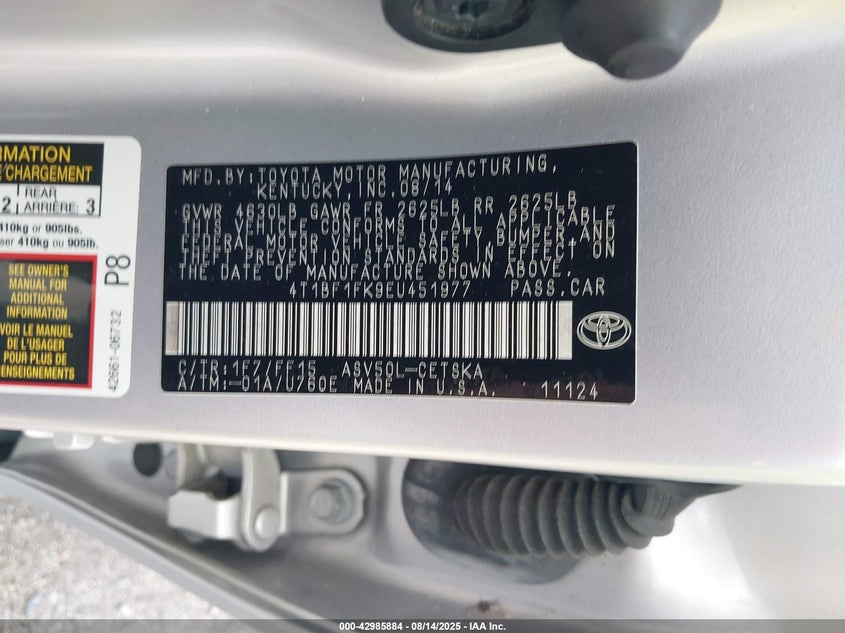 RMATION
E CHARGEMENT
2 REAR ARRIÈRE 3
410kg or 905lbs.
ser 410kg ou 905lb.
SEE OWNER'S
MANUAL FOR
ADDITIONAL
INFORMATION
VOIR LE MANUEL
DE L'USAGER
POUR PLUS DE
RENSEIGNEMENTS
P8
42661-06732
MFD. BY: TOYOTA MOTOR MANUFACTURING,
KENTUCKY, INC. 08/14
GVWR 4630LB GAWR FR 2625LB RR 2625LB
THIS VEHICLE CONFORMS TO ALL APPLICABLE
FEDERAL MOTOR VEHICLE SAFETY, BUMPER, AND
THEFT PREVENTION STANDARDS IN EFFECT ON
THE DATE OF MANUFACTURE SHOWN ABOVE.
4T1BF1FK9EU451977 PASS. CAR
C/TR: 1F7/FF15 ASV50L-CETSKA
A/TM: -01A/U760E MADE IN U.S.A. 11124
TOYOTA
000-42985884 - 08/14/2025 - IAA Inc.